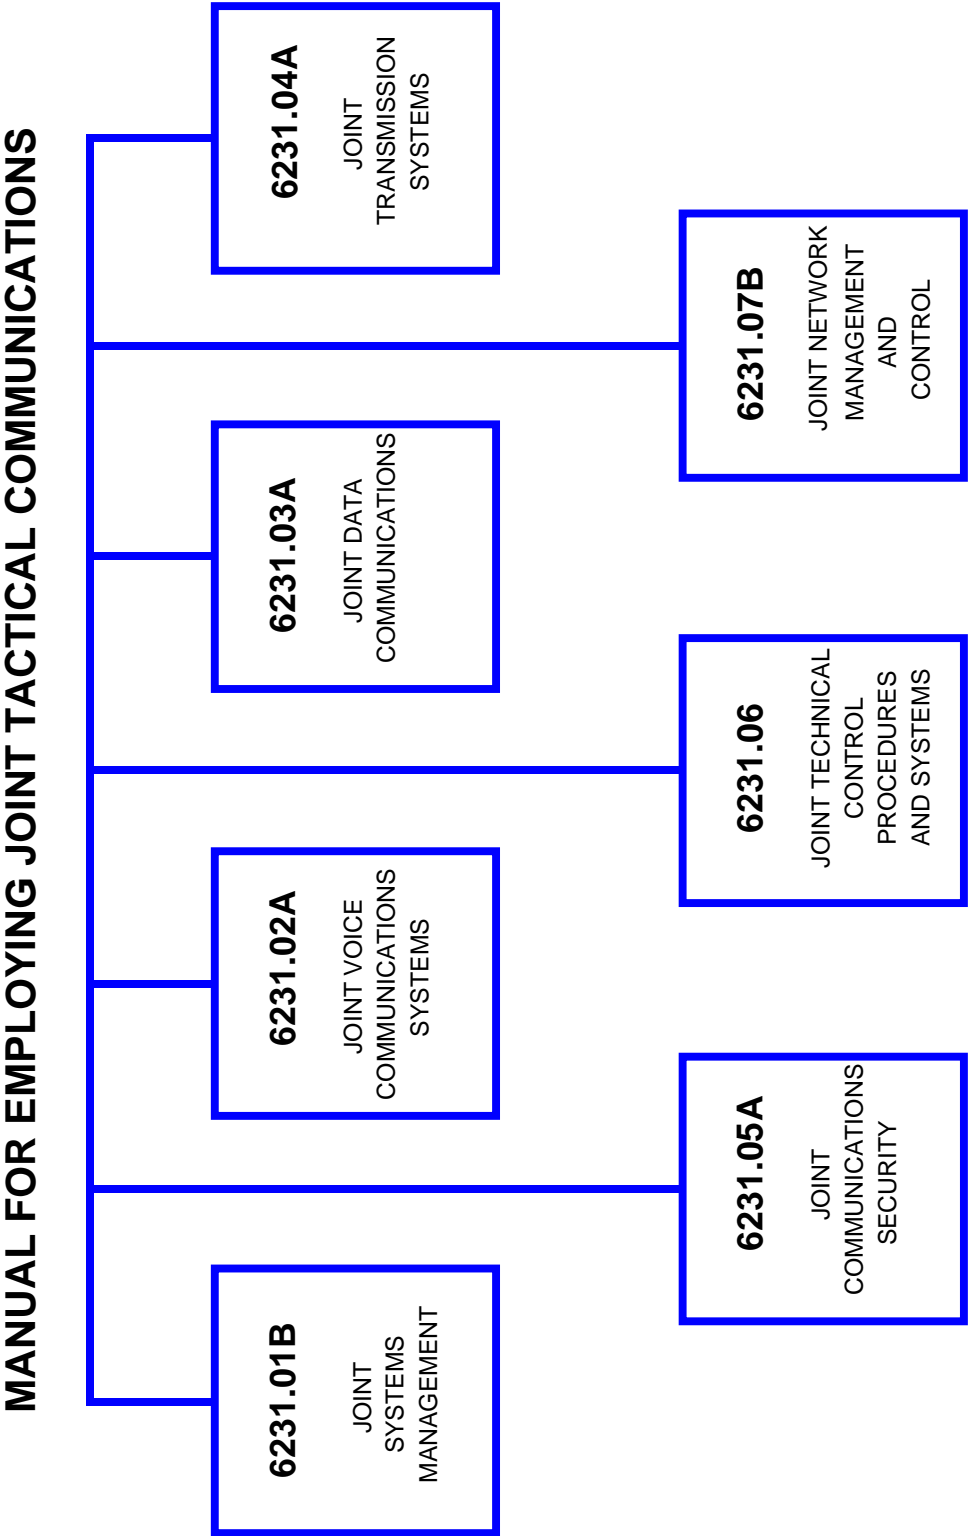 MANUAL FOR EMPLOYING JOINT TACTICAL COMMUNICATIONS
6231.01B
JOINT
SYSTEMS
MANAGEMENT
6231.02A
JOINT VOICE
COMMUNICATIONS
SYSTEMS
6231.03A
JOINT DATA
COMMUNICATIONS
6231.04A
JOINT
TRANSMISSION
SYSTEMS
6231.05A
JOINT
COMMUNICATIONS
SECURITY
6231.06
JOINT TECHNICAL
CONTROL
PROCEDURES
AND SYSTEMS
6231.07B
JOINT NETWORK
MANAGEMENT
AND
CONTROL